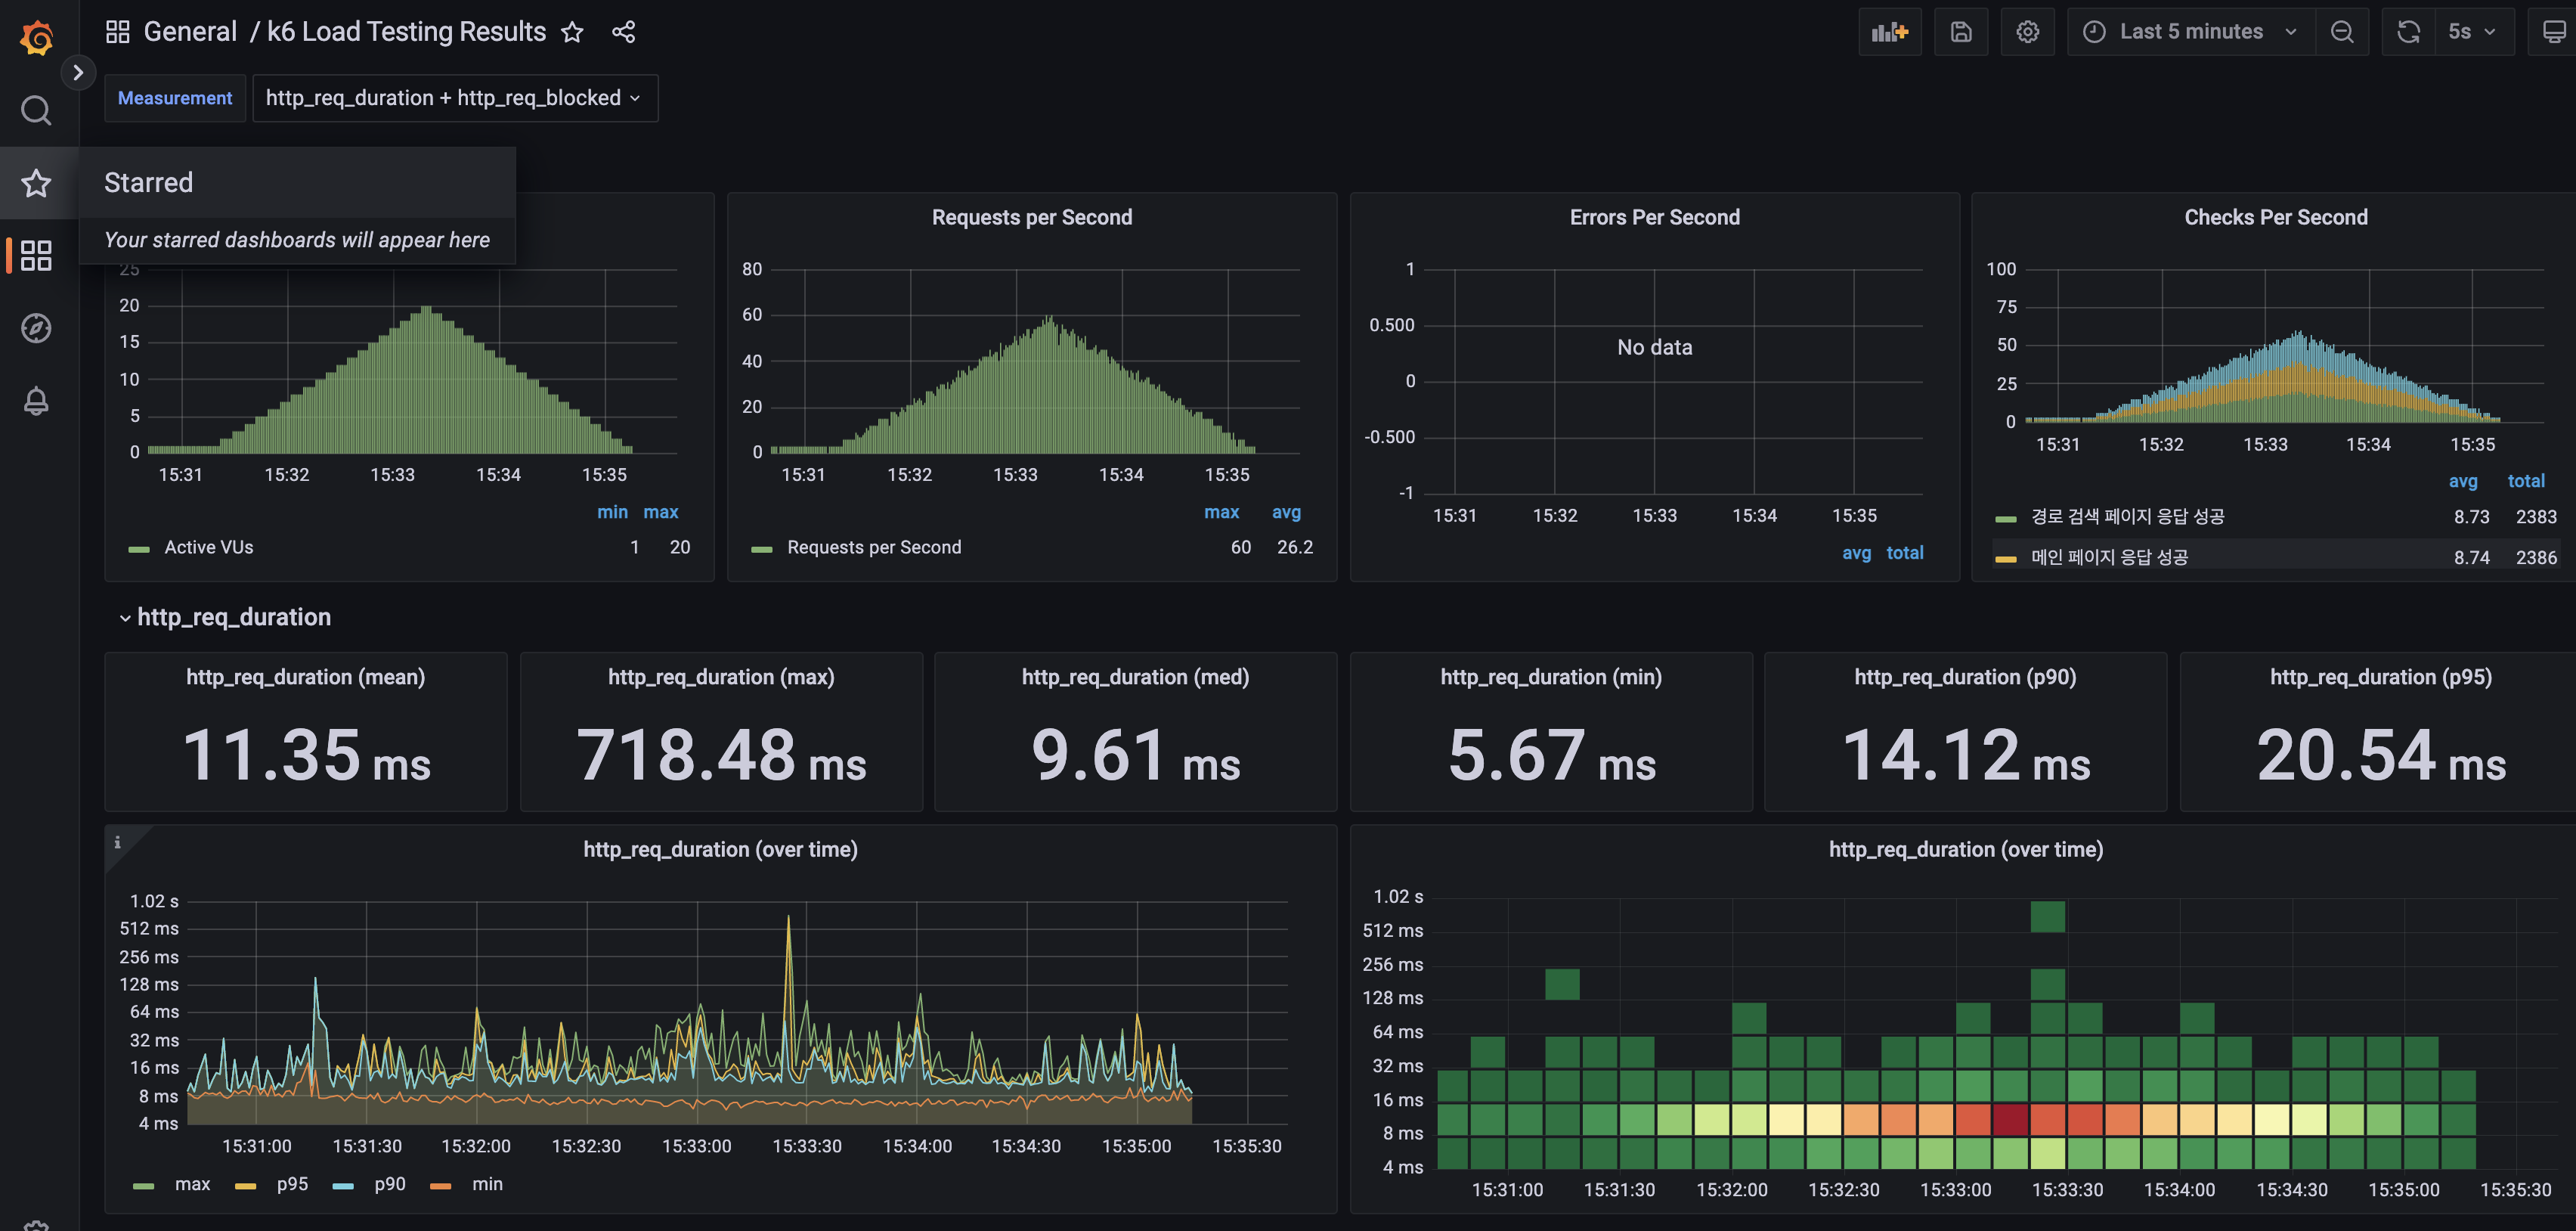 General / k6 Load Testing Results
Last 5 minutes
5s
Measurement
http_req_duration + http_req_blocked
Starred
Your starred dashboards will appear here
25
20
15
10
5
0
15:31 15:32 15:33 15:34 15:35
min max
Active VUs 1 20
Requests per Second
80
60
40
20
0
15:31 15:32 15:33 15:34 15:35
max avg
Requests per Second 60 26.2
Errors Per Second
1
0.500
0
-0.500
-1
No data
15:31 15:32 15:33 15:34 15:35
avg total
Checks Per Second
100
75
50
25
0
15:31 15:32 15:33 15:34 15:35
avg total
경로 검색 페이지 응답 성공 8.73 2383
메인 페이지 응답 성공 8.74 2386
http_req_duration
http_req_duration (mean)
11.35 ms
http_req_duration (max)
718.48 ms
http_req_duration (med)
9.61 ms
http_req_duration (min)
5.67 ms
http_req_duration (p90)
14.12 ms
http_req_duration (p95)
20.54 ms
i
http_req_duration (over time)
1.02 s
512 ms
256 ms
128 ms
64 ms
32 ms
16 ms
8 ms
4 ms
15:31:00 15:31:30 15:32:00 15:32:30 15:33:00 15:33:30 15:34:00 15:34:30 15:35:00 15:35:30
max p95 p90 min
http_req_duration (over time)
1.02 s
512 ms
256 ms
128 ms
64 ms
32 ms
16 ms
8 ms
4 ms
15:31:00 15:31:30 15:32:00 15:32:30 15:33:00 15:33:30 15:34:00 15:34:30 15:35:00 15:35:30